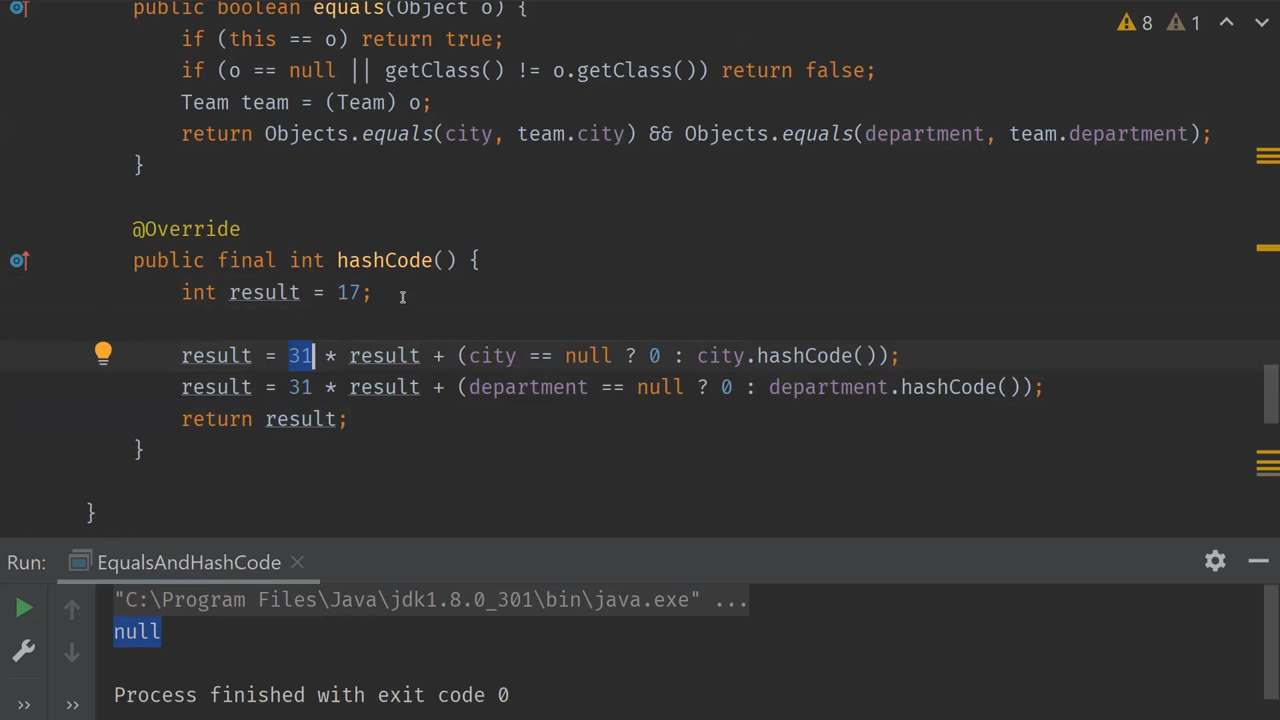 public boolean equals(Object o) {
8 1
if (this == o) return true;
if (o == null || getClass() != o.getClass()) return false;
Team team = (Team) o;
return Objects.equals(city, team.city) && Objects.equals(department, team.department);
}
@Override
public final int hashCode() {
int result = 17;
result = 31 * result + (city == null ? 0 : city.hashCode());
result = 31 * result + (department == null ? 0 : department.hashCode());
return result;
}
}
Run: EqualsAndHashCode
"C:\Program Files\Java\jdk1.8.0_301\bin\java.exe" ...
null
Process finished with exit code 0